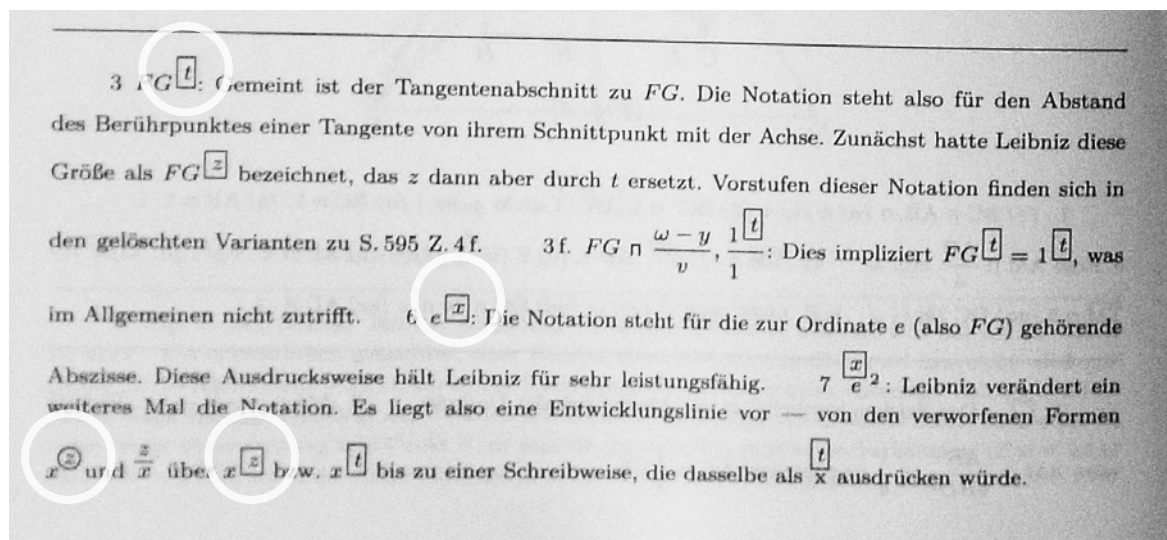 3 FG[t]: Gemeint ist der Tangentenabschnitt zu FG. Die Notation steht also für den Abstand
des Berührpunktes einer Tangente von ihrem Schnittpunkt mit der Achse. Zunächst hatte Leibniz diese
Größe als FG[z] bezeichnet, das z dann aber durch t ersetzt. Vorstufen dieser Notation finden sich in
den gelöschten Varianten zu S. 595 Z. 4 f. 3 f. FG ⊓ (ω − y)/v, 1[t]/1: Dies impliziert FG[t] = 1[t], was
im Allgemeinen nicht zutrifft. 6 e[x]: Die Notation steht für die zur Ordinate e (also FG) gehörende
Abszisse. Diese Ausdrucksweise hält Leibniz für sehr leistungsfähig. 7 [x]e 2: Leibniz verändert ein
weiteres Mal die Notation. Es liegt also eine Entwicklungslinie vor — von den verworfenen Formen
x ⓩ und z/x über x[z] bzw. x[t] bis zu einer Schreibweise, die dasselbe als [t]x ausdrücken würde.